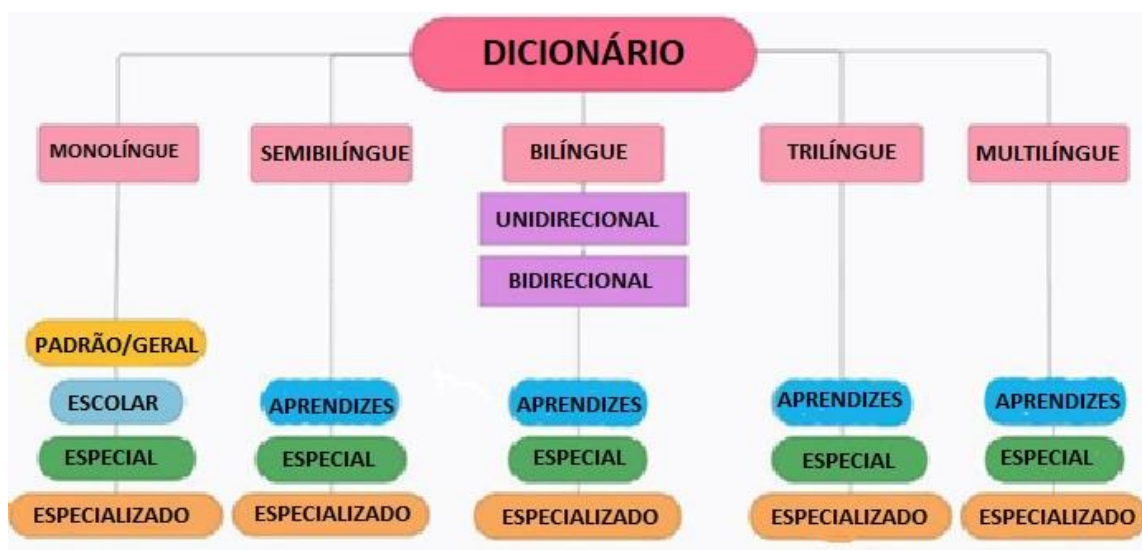 DICIONÁRIO
MONOLÍNGUE
SEMIBILÍNGUE
BILÍNGUE
TRILÍNGUE
MULTILÍNGUE
UNIDIRECIONAL
BIDIRECIONAL
PADRÃO/GERAL
ESCOLAR
APRENDIZES
APRENDIZES
APRENDIZES
APRENDIZES
ESPECIAL
ESPECIAL
ESPECIAL
ESPECIAL
ESPECIAL
ESPECIALIZADO
ESPECIALIZADO
ESPECIALIZADO
ESPECIALIZADO
ESPECIALIZADO